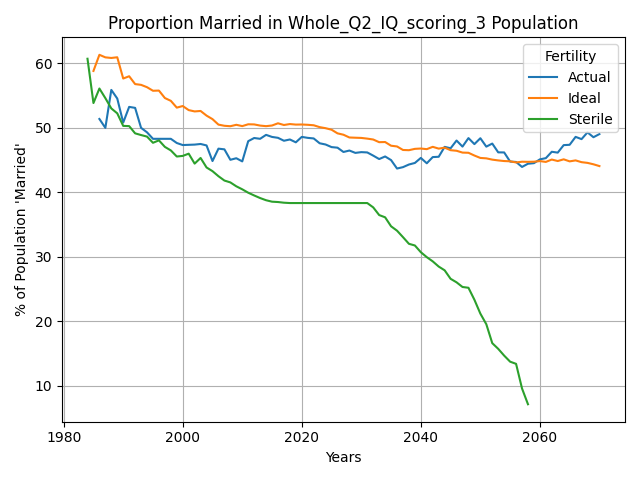 Proportion Married in Whole_Q2_IQ_scoring_3 Population
Fertility
Actual
Ideal
Sterile
% of Population 'Married'
60
50
40
30
20
10
1980
2000
2020
2040
2060
Years